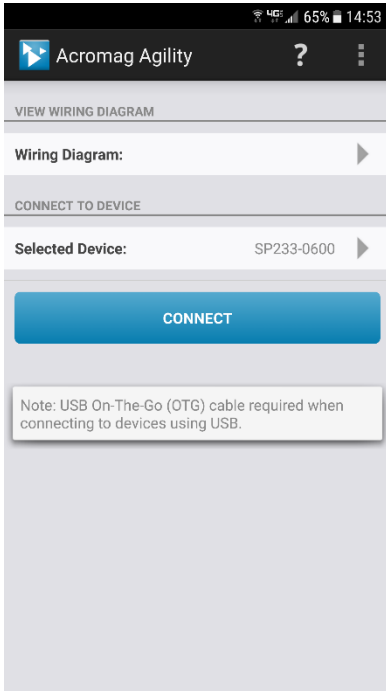 4G 65% 14:53
Acromag Agility ?
VIEW WIRING DIAGRAM
Wiring Diagram:
CONNECT TO DEVICE
Selected Device: SP233-0600
CONNECT
Note: USB On-The-Go (OTG) cable required when
connecting to devices using USB.